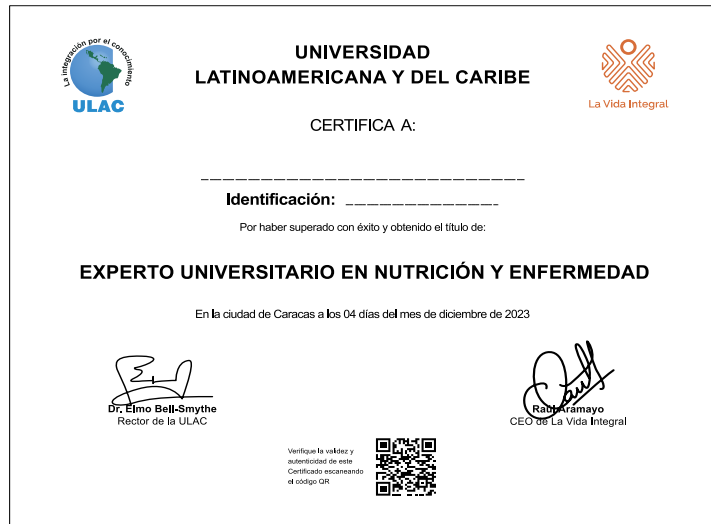 La integración por el conocimiento
ULAC
UNIVERSIDAD
LATINOAMERICANA Y DEL CARIBE
La Vida Integral
CERTIFICA A:
Identificación:
Por haber superado con éxito y obtenido el título de:
EXPERTO UNIVERSITARIO EN NUTRICIÓN Y ENFERMEDAD
En la ciudad de Caracas a los 04 días del mes de diciembre de 2023
Dr. Elmo Bell-Smythe
Rector de la ULAC
Raúl Aramayo
CEO de La Vida Integral
Verifique la validez y
autenticidad de este
Certificado escaneando
el código QR